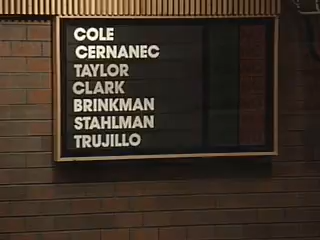 COLE
CERNANEC
TAYLOR
CLARK
BRINKMAN
STAHLMAN
TRUJILLO